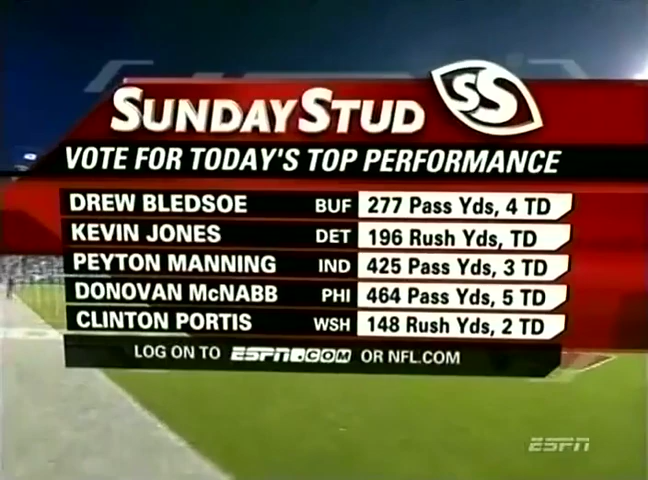 SUNDAY STUD SS
VOTE FOR TODAY'S TOP PERFORMANCE
DREW BLEDSOE BUF 277 Pass Yds, 4 TD
KEVIN JONES DET 196 Rush Yds, TD
PEYTON MANNING IND 425 Pass Yds, 3 TD
DONOVAN McNABB PHI 464 Pass Yds, 5 TD
CLINTON PORTIS WSH 148 Rush Yds, 2 TD
LOG ON TO ESPN.COM OR NFL.COM
ESPN